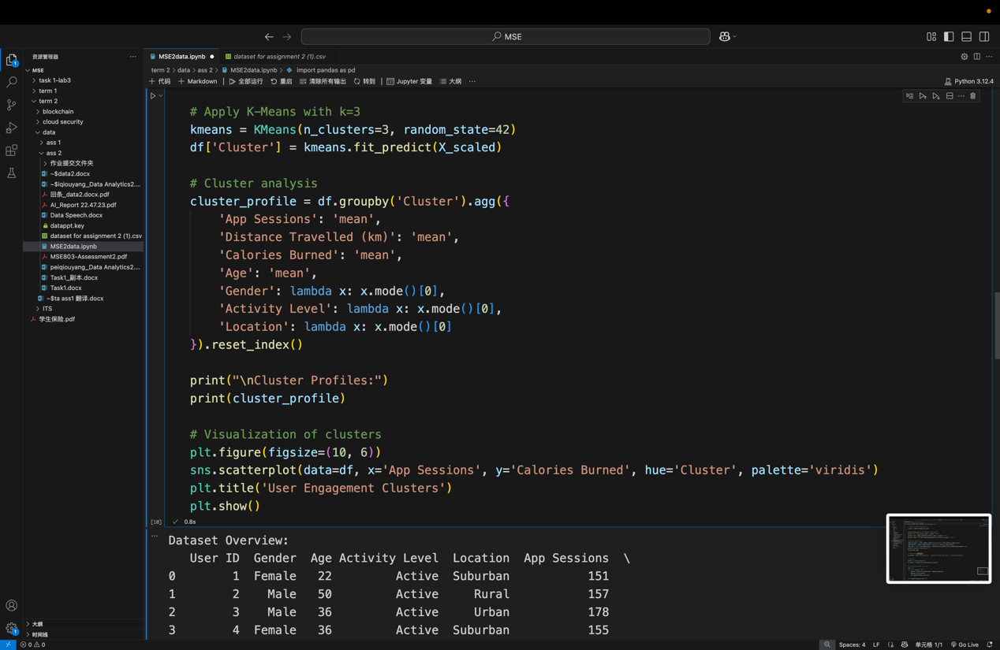 MSE
资源管理器
MSE
task 1-lab3
term 1
term 2
blockchain
cloud security
data
ass 1
ass 2
作业提交文件夹
~$data2.docx
~$iqiouyang_Data Analytics2....
回条_data2.docx.pdf
AI_Report 22.47.23.pdf
Data Speech.docx
datappt.key
dataset for assignment 2 (1).csv
MSE2data.ipynb
MSE803-Assessment2.pdf
peiqiouyang_Data Analytics2....
Task1_副本.docx
Task1.docx
~$ta ass1 翻译.docx
ITS
学生保险.pdf
大纲
时间线
MSE2data.ipynb
dataset for assignment 2 (1).csv
term 2 > data > ass 2 > MSE2data.ipynb > import pandas as pd
代码 Markdown 全部运行 重启 清除所有输出 转到 Jupyter 变量 大纲 ...
Python 3.12.4
# Apply K-Means with k=3
kmeans = KMeans(n_clusters=3, random_state=42)
df['Cluster'] = kmeans.fit_predict(X_scaled)
# Cluster analysis
cluster_profile = df.groupby('Cluster').agg({
'App Sessions': 'mean',
'Distance Travelled (km)': 'mean',
'Calories Burned': 'mean',
'Age': 'mean',
'Gender': lambda x: x.mode()[0],
'Activity Level': lambda x: x.mode()[0],
'Location': lambda x: x.mode()[0]
}).reset_index()
print("\nCluster Profiles:")
print(cluster_profile)
# Visualization of clusters
plt.figure(figsize=(10, 6))
sns.scatterplot(data=df, x='App Sessions', y='Calories Burned', hue='Cluster', palette='viridis')
plt.title('User Engagement Clusters')
plt.show()
[10] 0.8s
Dataset Overview:
User ID Gender Age Activity Level Location App Sessions \
0 1 Female 22 Active Suburban 151
1 2 Male 50 Active Rural 157
2 3 Male 36 Active Urban 178
3 4 Female 36 Active Suburban 155
0 0
Spaces: 4 LF 单元格 1/1 Go Live